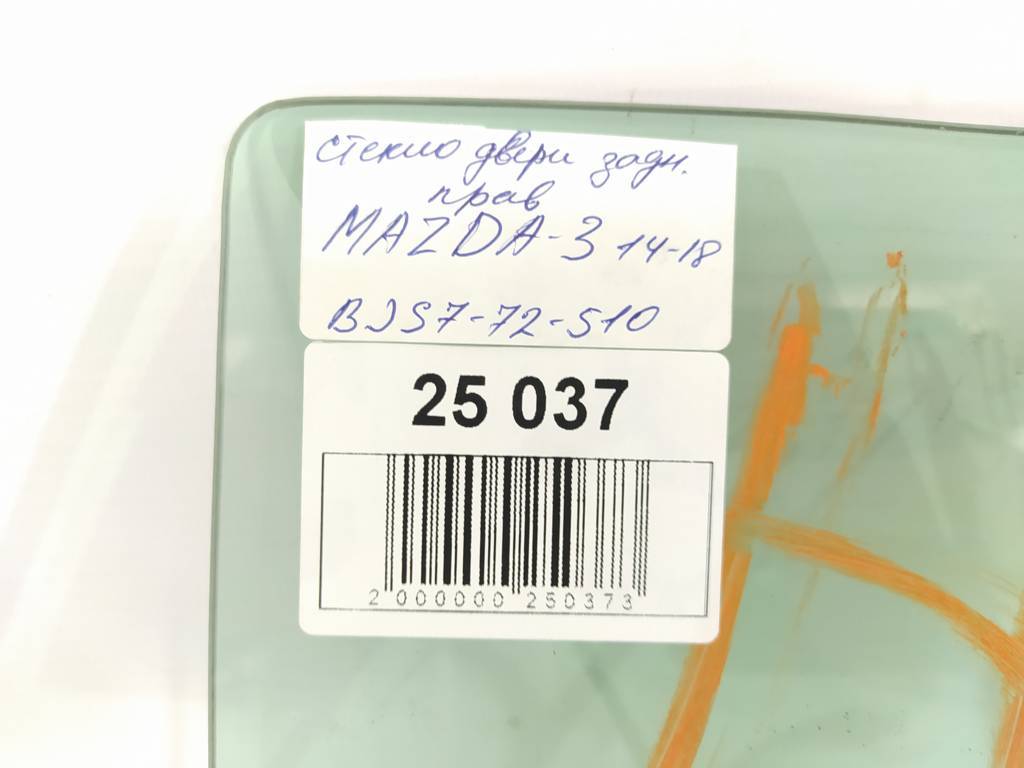 стекло двери задн.
прав
MAZDA-3 14-18
BJS7-72-510
25 037
2 000000 250373